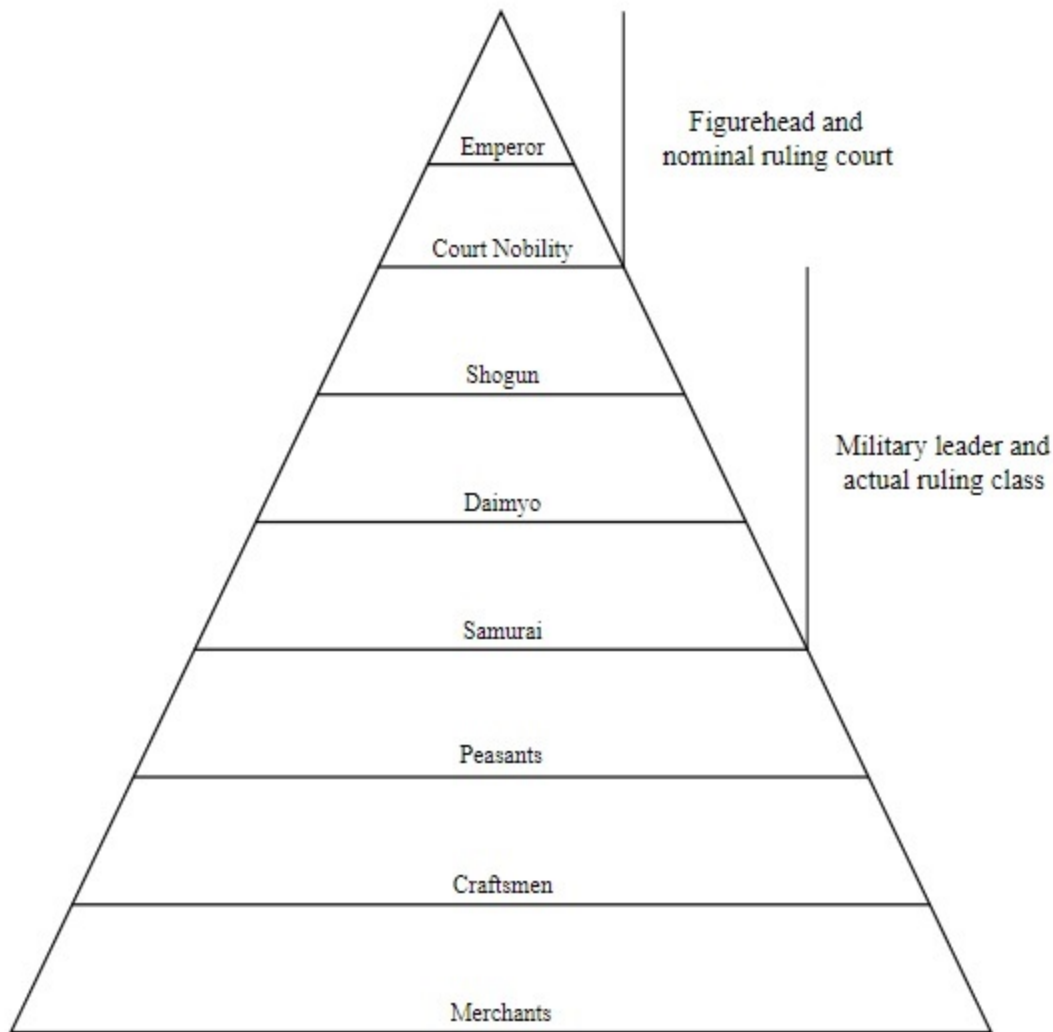 Emperor
Figurehead and
nominal ruling court
Court Nobility
Shogun
Military leader and
actual ruling class
Daimyo
Samurai
Peasants
Craftsmen
Merchants